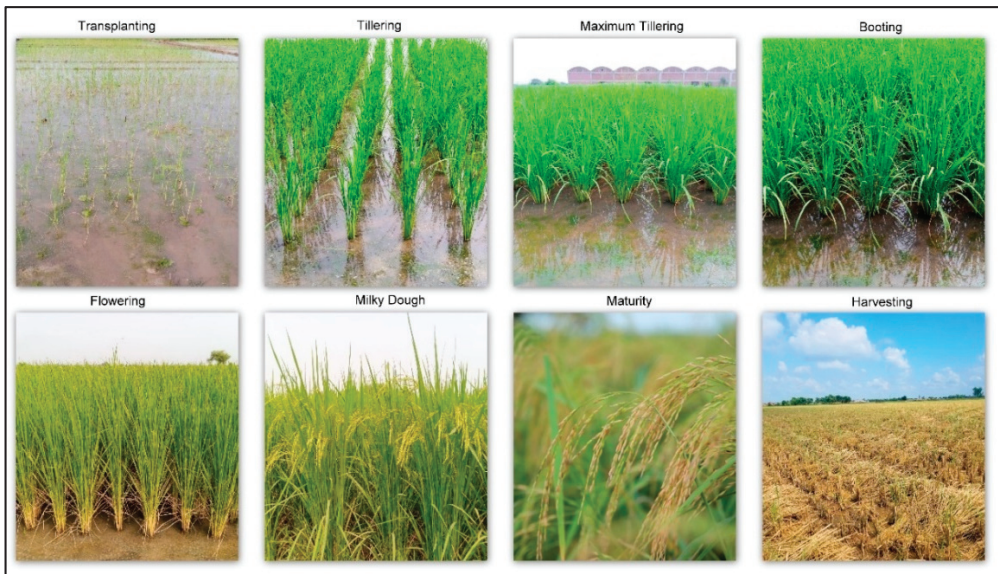 Transplanting
Tillering
Maximum Tillering
Booting
Flowering
Milky Dough
Maturity
Harvesting